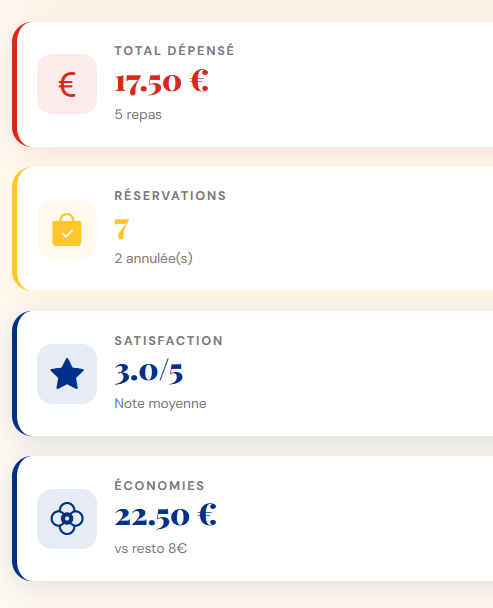 €
TOTAL DÉPENSÉ
17.50 €
5 repas
RÉSERVATIONS
7
2 annulée(s)
SATISFACTION
3.0/5
Note moyenne
ÉCONOMIES
22.50 €
vs resto 8€